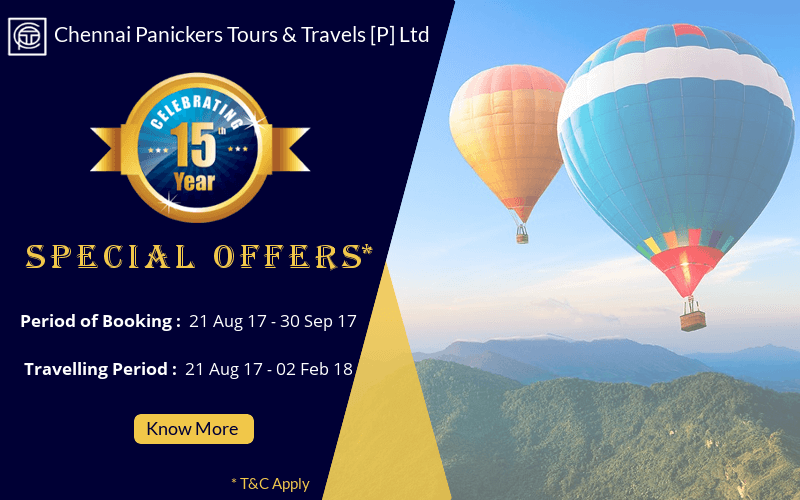 Chennai Panickers Tours & Travels [P] Ltd
CELEBRATING
15th
Year
SPECIAL OFFERS*
Period of Booking : 21 Aug 17 - 30 Sep 17
Travelling Period : 21 Aug 17 - 02 Feb 18
Know More
* T&C Apply